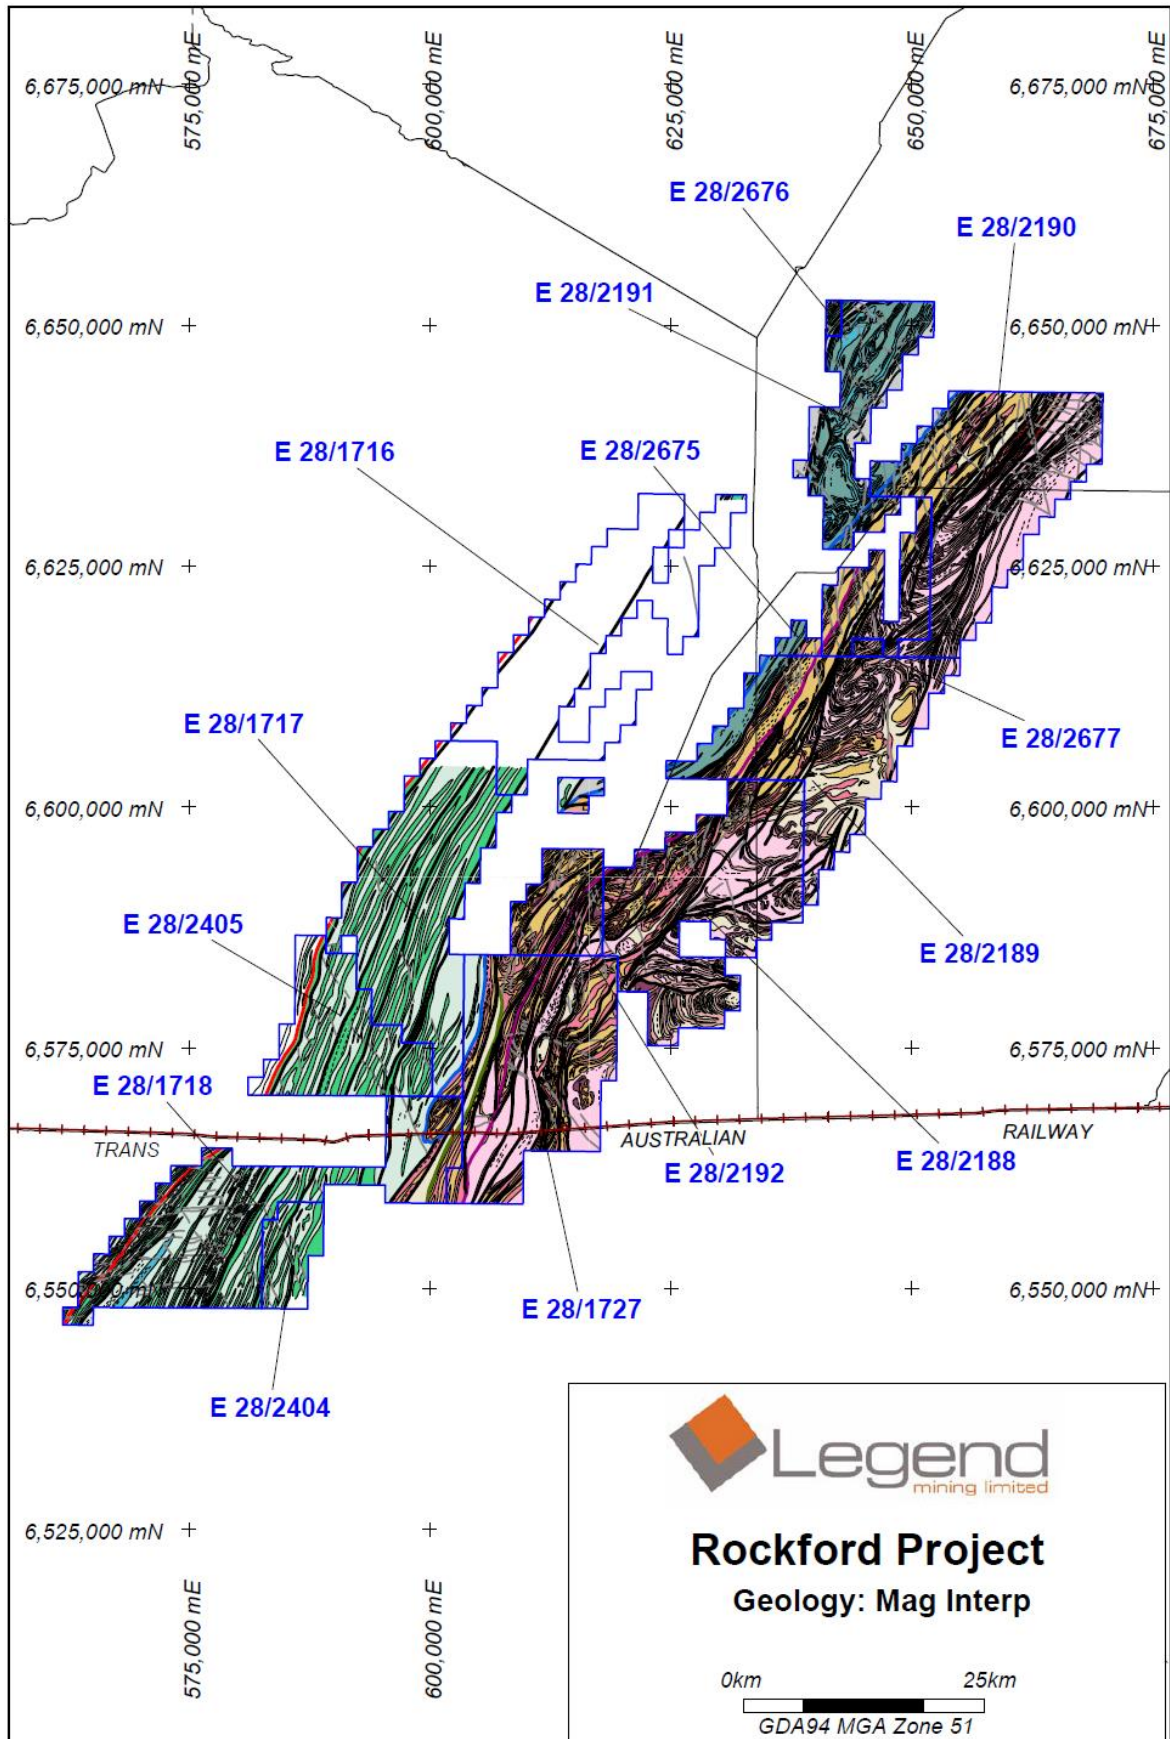 575,000 mE
600,000 mE
625,000 mE
650,000 mE
675,000 mE
6,675,000 mN
6,675,000 mN
E 28/2676
E 28/2190
E 28/2191
6,650,000 mN
6,650,000 mN
E 28/1716
E 28/2675
6,625,000 mN
6,625,000 mN
E 28/1717
E 28/2677
6,600,000 mN
6,600,000 mN
E 28/2405
E 28/2189
6,575,000 mN
6,575,000 mN
E 28/1718
TRANS
AUSTRALIAN
RAILWAY
E 28/2192
E 28/2188
6,550,000 mN
6,550,000 mN
E 28/1727
E 28/2404
Legend
mining limited
6,525,000 mN
Rockford Project
Geology: Mag Interp
575,000 mE
600,000 mE
0km 25km
GDA94 MGA Zone 51